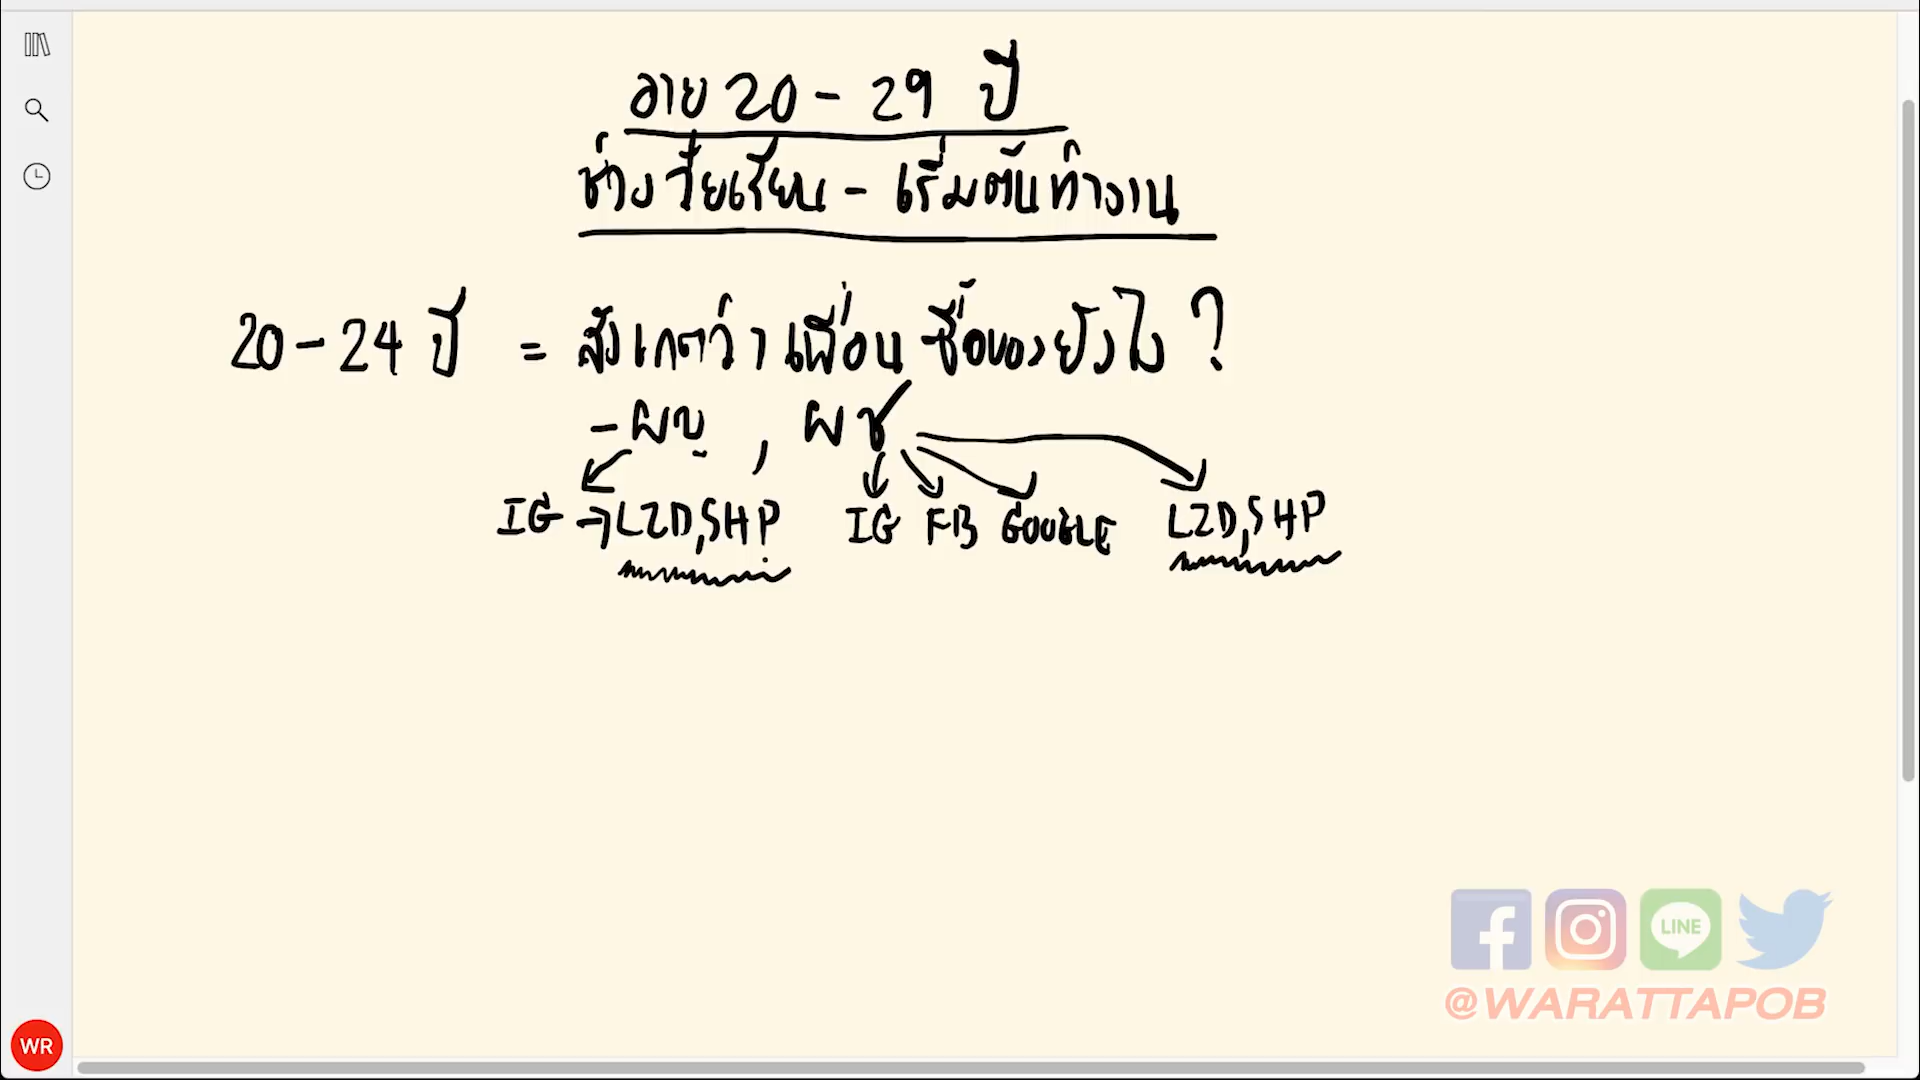 อายุ 20 - 29 ปี
ช่วงวัยเรียน - เริ่มต้นทำงาน
20 - 24 ปี = สังเกตว่าเพื่อนซื้อของยังไง ?
- ผญ , ผช
IG → LZD,SHP IG FB GOOGLE LZD,SHP
LINE
@WARATTAPOB
WR